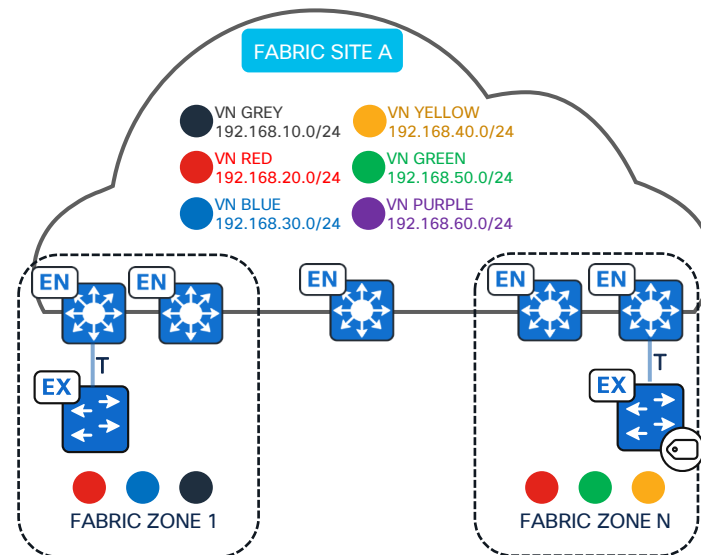 FABRIC SITE A
VN GREY
192.168.10.0/24
VN YELLOW
192.168.40.0/24
VN RED
192.168.20.0/24
VN GREEN
192.168.50.0/24
VN BLUE
192.168.30.0/24
VN PURPLE
192.168.60.0/24
EN
EN
EN
EN
EN
T
T
EX
EX
FABRIC ZONE 1
FABRIC ZONE N